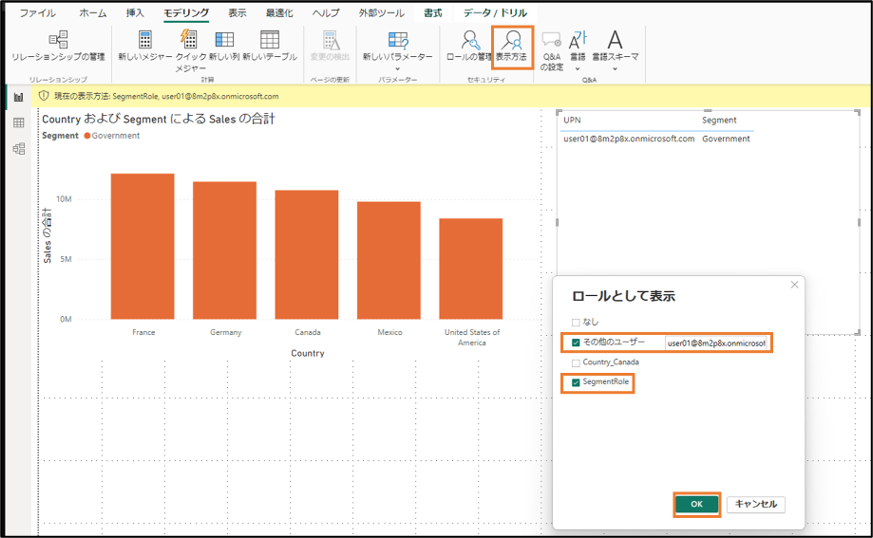 ファイル ホーム 挿入 モデリング 表示 最適化 ヘルプ 外部ツール 書式 データ / ドリル
リレーションシップの管理 新しいメジャー クイック メジャー 新しい列 新しいテーブル 変更の検出 新しいパラメーター ロールの管理 表示方法 Q&A の設定 言語 言語スキーマ
リレーションシップ 計算 ページの更新 パラメーター セキュリティ Q&A
現在の表示方法: SegmentRole, user01@8m2p8x.onmicrosoft.com
Country および Segment による Sales の合計
Segment Government
10M
5M
0M
Sales の合計
France Germany Canada Mexico United States of
America
Country
UPN Segment
user01@8m2p8x.onmicrosoft.com Government
ロールとして表示
なし
その他のユーザー user01@8m2p8x.onmicrosof
Country_Canada
SegmentRole
OK キャンセル